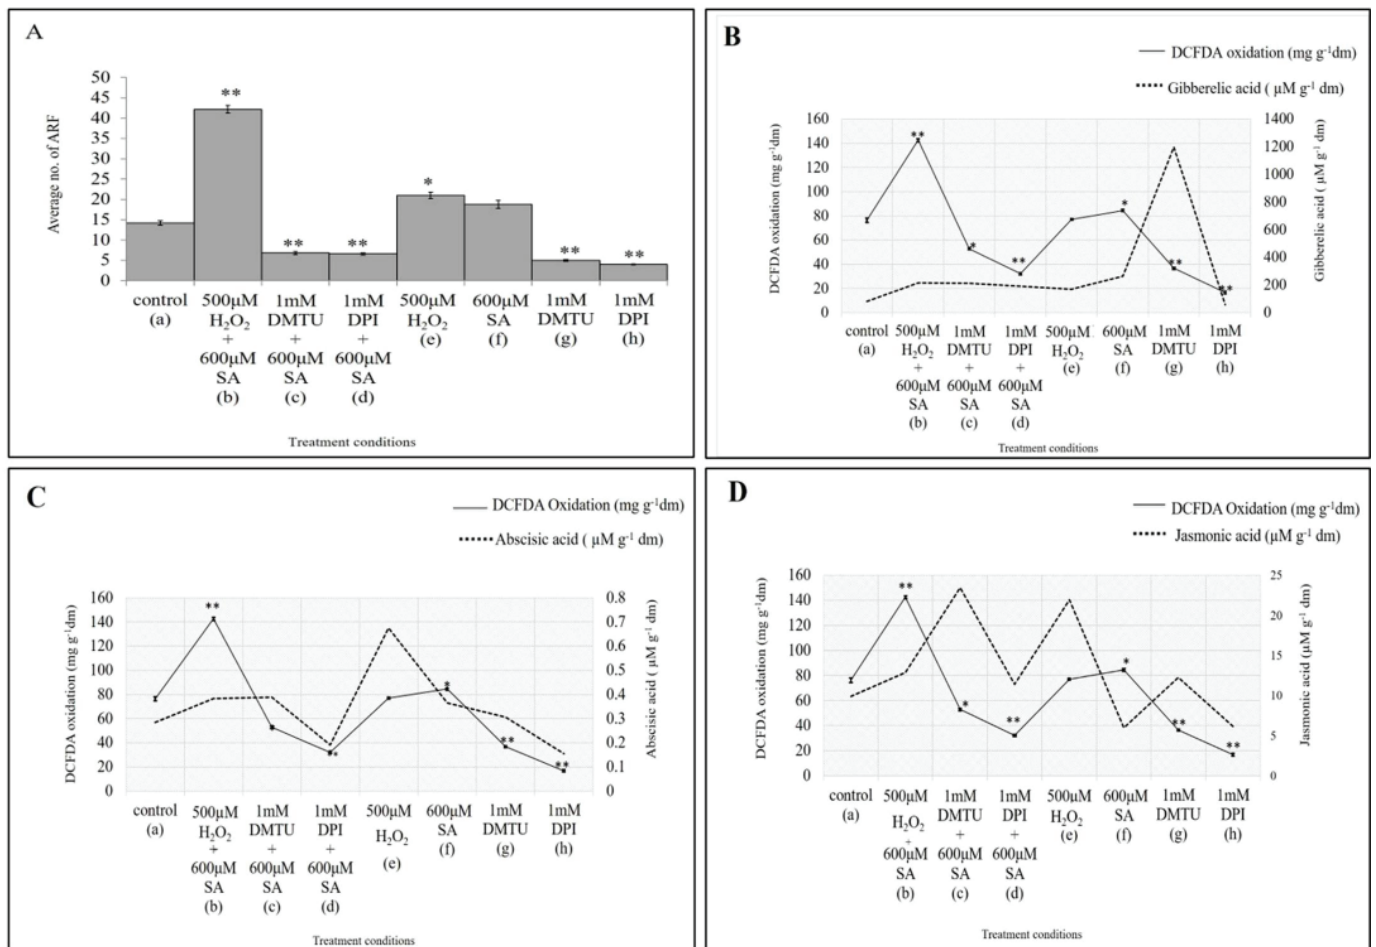 A
50
45
40
35
30
25
20
15
10
5
0
Average no. of ARF
**
**
**
*
**
**
control
(a)
500µM
H2O2
+
600µM
SA
(b)
1mM
DMTU
+
600µM
SA
(c)
1mM
DPI
+
600µM
SA
(d)
500µM
H2O2
(e)
600µM
SA
(f)
1mM
DMTU
(g)
1mM
DPI
(h)
Treatment conditions
B
DCFDA oxidation (mg g-1dm)
Gibberelic acid ( µM g-1 dm)
160
140
120
100
80
60
40
20
0
DCFDA oxidation (mg g-1dm)
1400
1200
1000
800
600
400
200
0
Gibberelic acid ( µM g-1 dm)
**
*
**
*
**
**
control
(a)
500µM
H2O2
+
600µM
SA
(b)
1mM
DMTU
+
600µM
SA
(c)
1mM
DPI
+
600µM
SA
(d)
500µM
H2O2
(e)
600µM
SA
(f)
1mM
DMTU
(g)
1mM
DPI
(h)
Treatment conditions
C
DCFDA Oxidation (mg g-1dm)
Abscisic acid ( µM g-1 dm)
160
140
120
100
80
60
40
20
0
DCFDA oxidation (mg g-1dm)
0.8
0.7
0.6
0.5
0.4
0.3
0.2
0.1
0
Abscisic acid ( µM g-1 dm)
**
**
*
**
**
control
(a)
500µM
H2O2
+
600µM
SA
(b)
1mM
DMTU
+
600µM
SA
(c)
1mM
DPI
+
600µM
SA
(d)
500µM
H2O2
(e)
600µM
SA
(f)
1mM
DMTU
(g)
1mM
DPI
(h)
Treatment conditions
D
DCFDA Oxidation (mg g-1dm)
Jasmonic acid (µM g-1 dm)
160
140
120
100
80
60
40
20
0
DCFDA oxidation (mg g-1dm)
25
20
15
10
5
0
Jasmonic acid (µM g-1 dm)
**
*
**
*
**
**
control
(a)
500µM
H2O2
+
600µM
SA
(b)
1mM
DMTU
+
600µM
SA
(c)
1mM
DPI
+
600µM
SA
(d)
500µM
H2O2
(e)
600µM
SA
(f)
1mM
DMTU
(g)
1mM
DPI
(h)
Treatment conditions